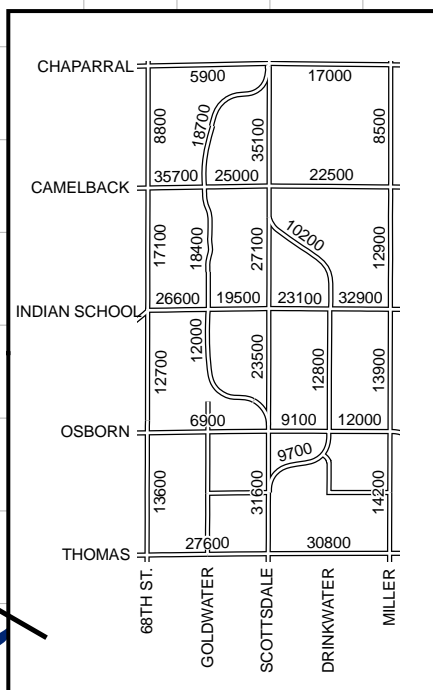 CHAPARRAL
5900 17000
8800 18700 35100 8500
35700 25000 22500
CAMELBACK
17100 18400 27100 10200 12900
26600 19500 23100 32900
INDIAN SCHOOL
12700 12000 23500 12800 13900
6900 9100 12000
OSBORN
9700
13600 31600 14200
27600 30800
THOMAS
68TH ST.
GOLDWATER
SCOTTSDALE
DRINKWATER
MILLER